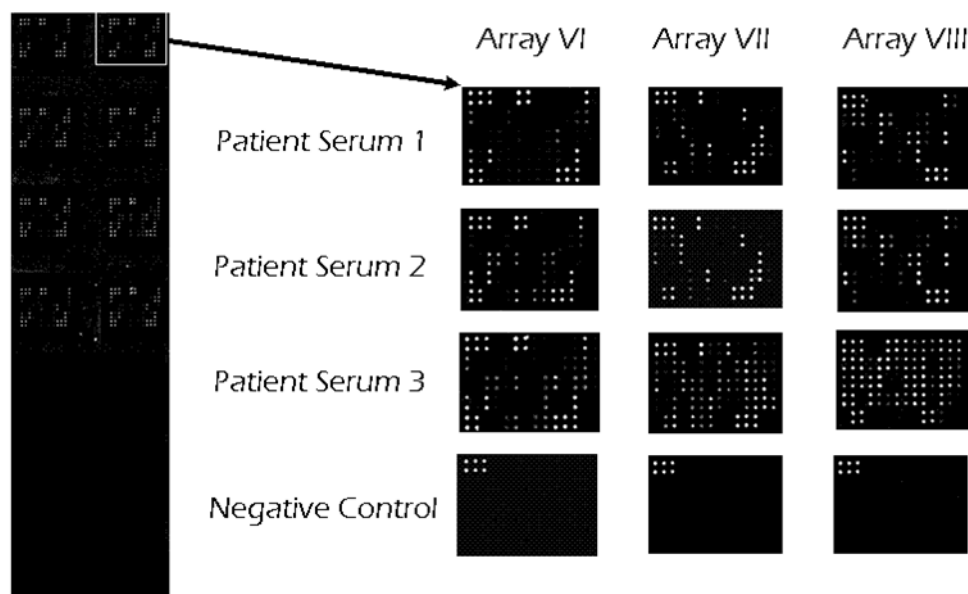 Array VI Array VII Array VIII
Patient Serum 1
Patient Serum 2
Patient Serum 3
Negative Control